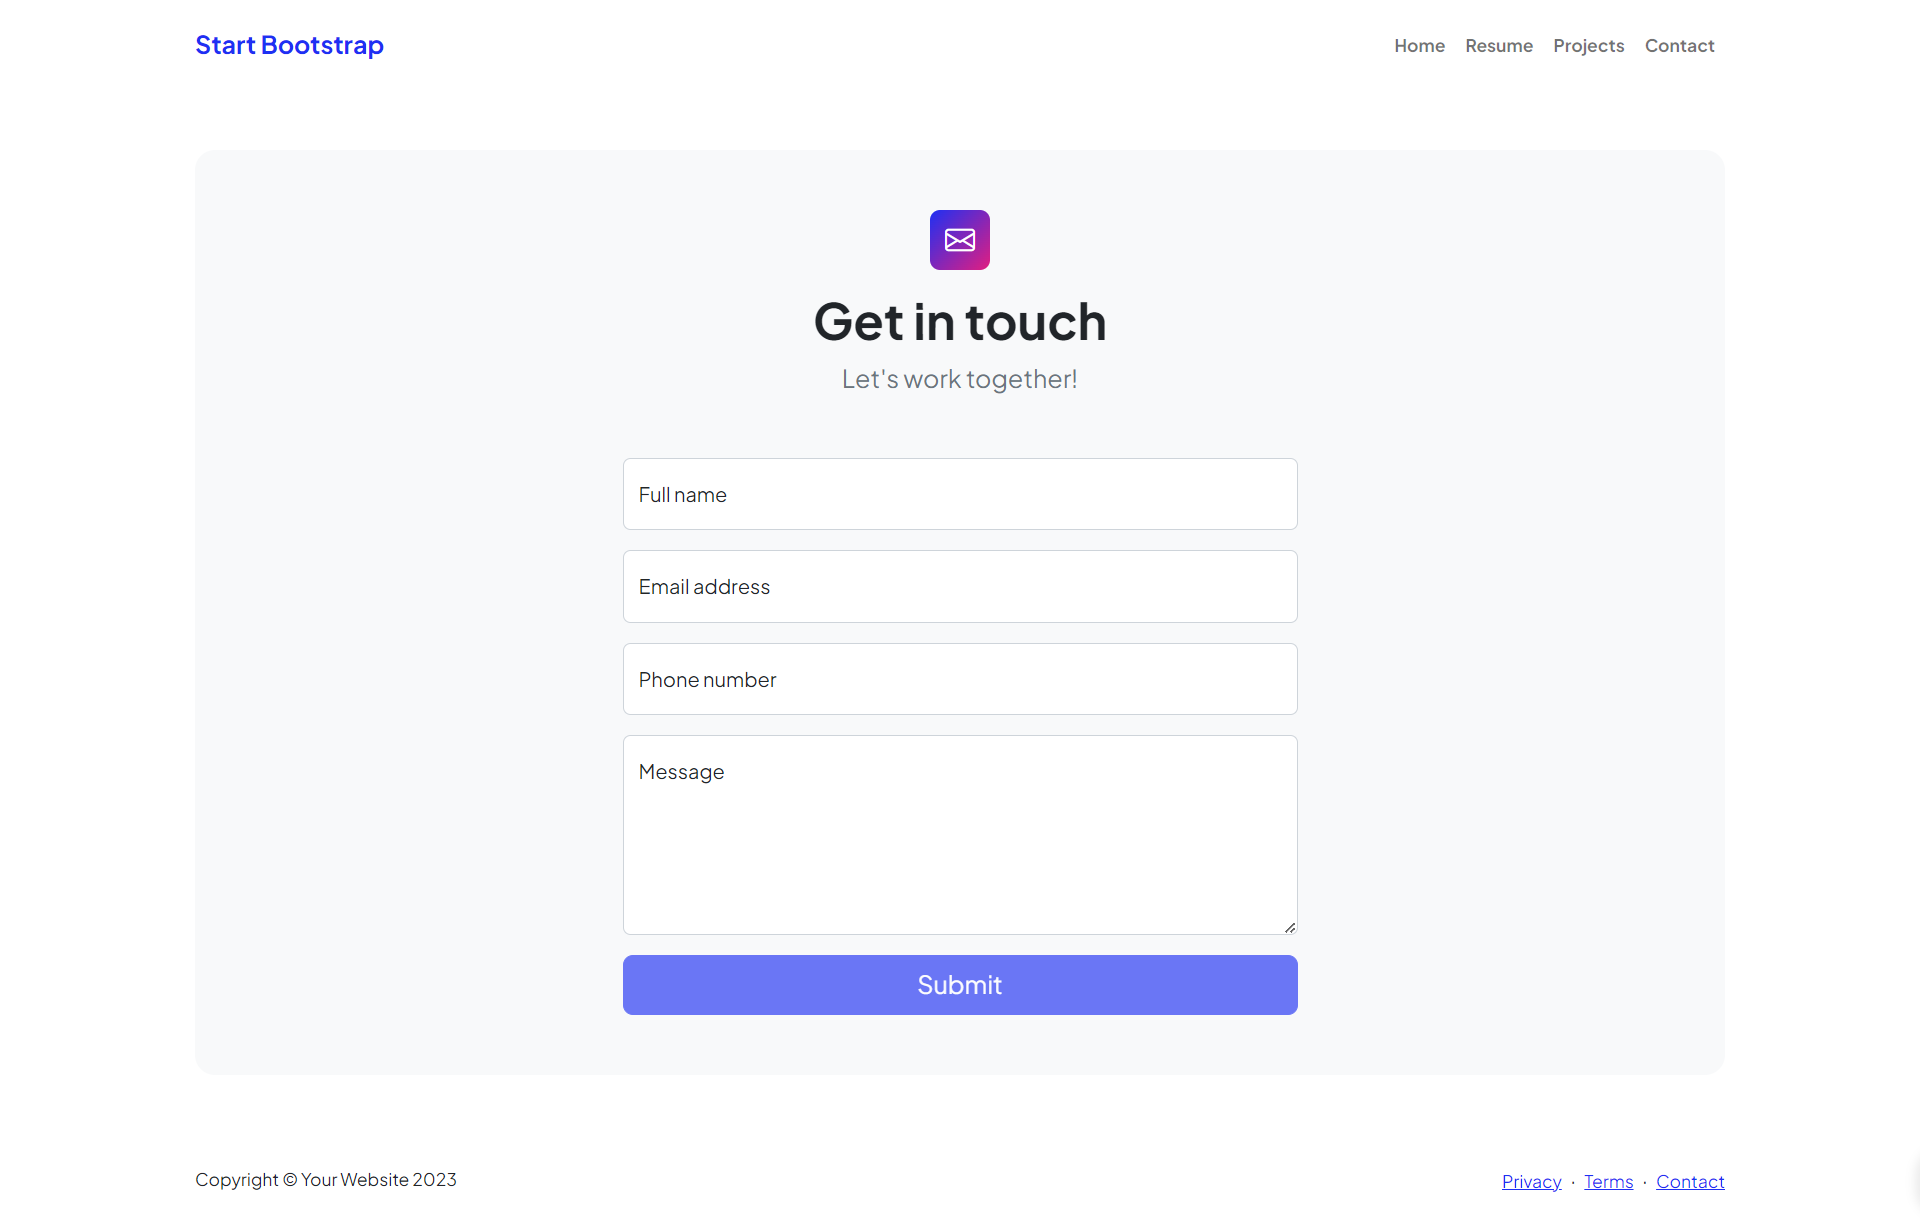 Start Bootstrap
Home Resume Projects Contact
Get in touch
Let's work together!
Full name
Email address
Phone number
Message
Submit
Copyright © Your Website 2023
Privacy · Terms · Contact